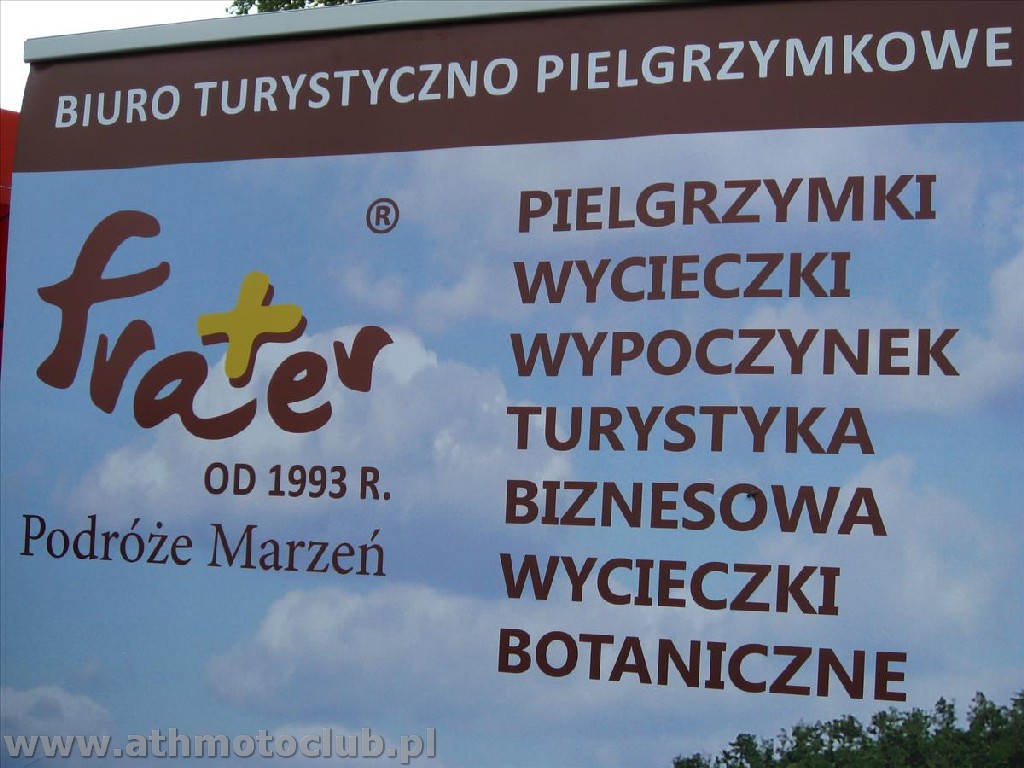 BIURO TURYSTYCZNO PIELGRZYMKOWE
frater ®
OD 1993 R.
Podróże Marzeń
PIELGRZYMKI
WYCIECZKI
WYPOCZYNEK
TURYSTYKA
BIZNESOWA
WYCIECZKI
BOTANICZNE
www.athmotoclub.pl